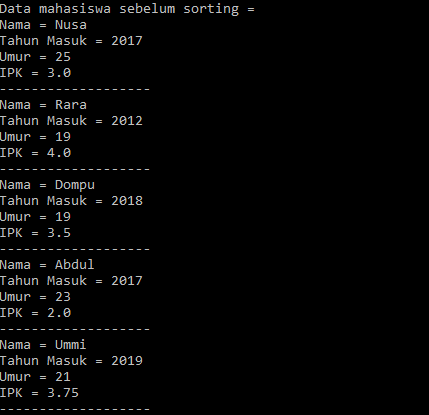 Data mahasiswa sebelum sorting =
Nama = Nusa
Tahun Masuk = 2017
Umur = 25
IPK = 3.0
-------------------
Nama = Rara
Tahun Masuk = 2012
Umur = 19
IPK = 4.0
-------------------
Nama = Dompu
Tahun Masuk = 2018
Umur = 19
IPK = 3.5
-------------------
Nama = Abdul
Tahun Masuk = 2017
Umur = 23
IPK = 2.0
-------------------
Nama = Ummi
Tahun Masuk = 2019
Umur = 21
IPK = 3.75
-------------------